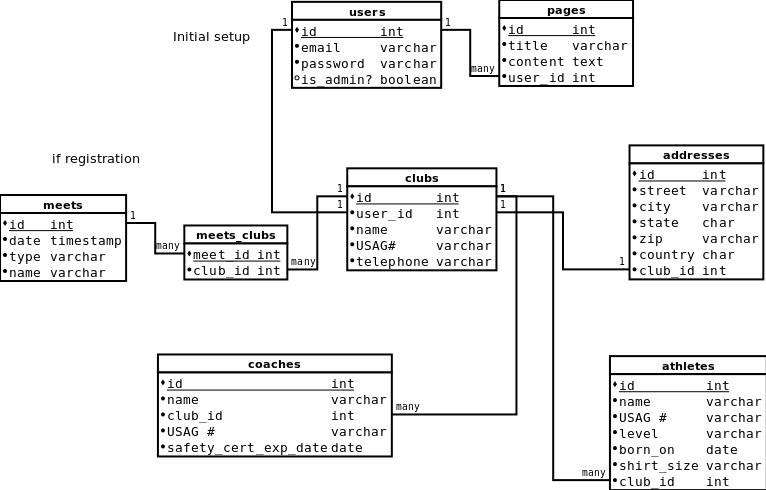 users
id int
email varchar
password varchar
is_admin? boolean
1
1
many
pages
id int
title varchar
content text
user_id int
Initial setup
if registration
meets
id int
date timestamp
type varchar
name varchar
1
many
meets_clubs
meet_id int
club_id int
many
1
1
clubs
id int
user_id int
name varchar
USAG# varchar
telephone varchar
1
1
addresses
id int
street varchar
city varchar
state char
zip varchar
country char
club_id int
1
coaches
id int
name varchar
club_id int
USAG # varchar
safety_cert_exp_date date
many
many
athletes
id int
name varchar
USAG # varchar
level varchar
born_on date
shirt_size varchar
club_id int